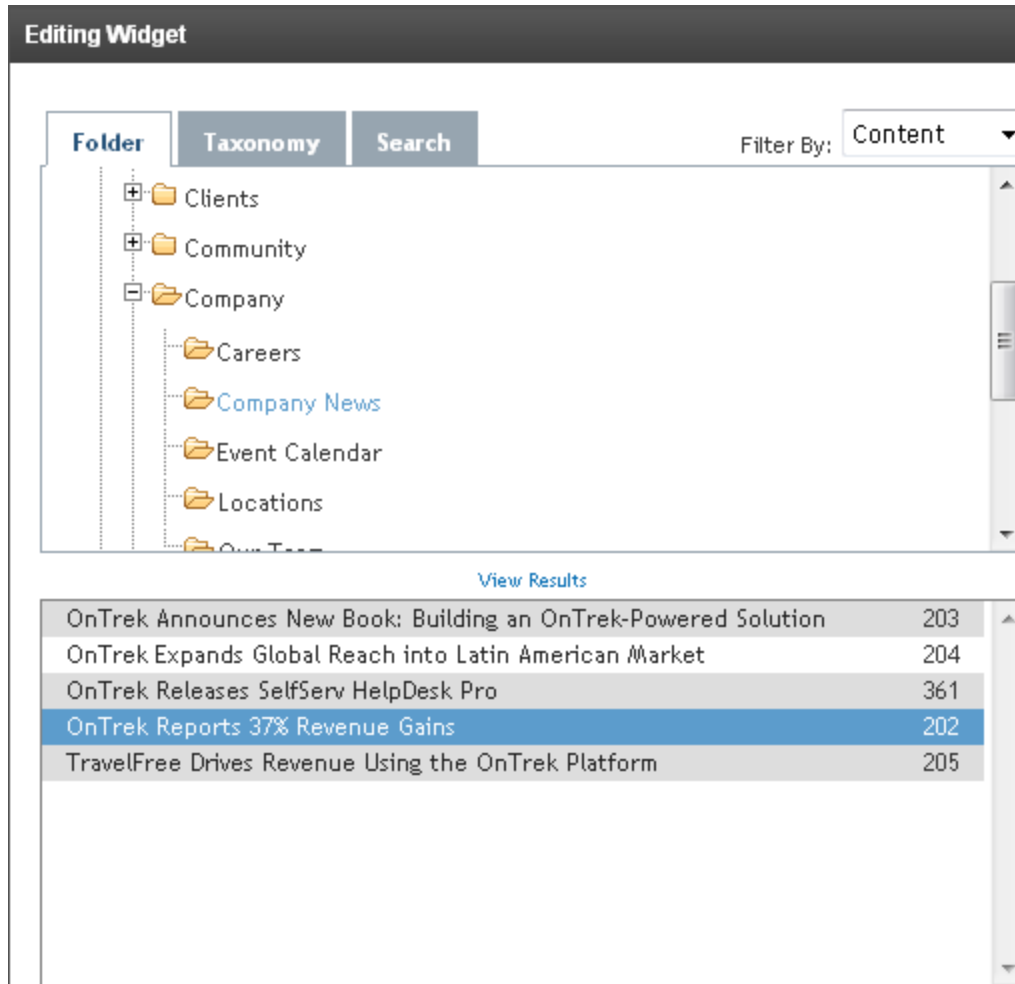 Editing Widget
Folder Taxonomy Search Filter By: Content
Clients
Community
Company
Careers
Company News
Event Calendar
Locations
Our Team
View Results
OnTrek Announces New Book: Building an OnTrek-Powered Solution 203
OnTrek Expands Global Reach into Latin American Market 204
OnTrek Releases SelfServ HelpDesk Pro 361
OnTrek Reports 37% Revenue Gains 202
TravelFree Drives Revenue Using the OnTrek Platform 205